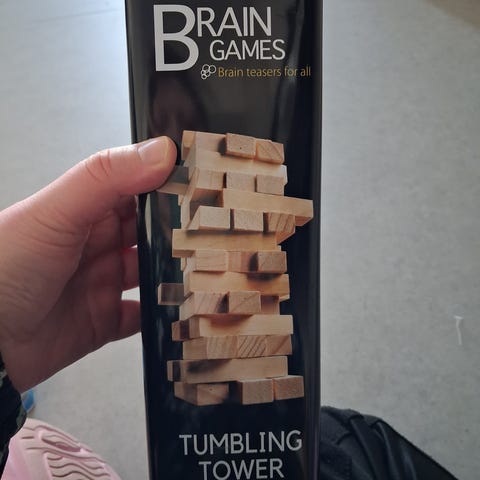 BRAIN
GAMES
Brain teasers for all
TUMBLING
TOWER